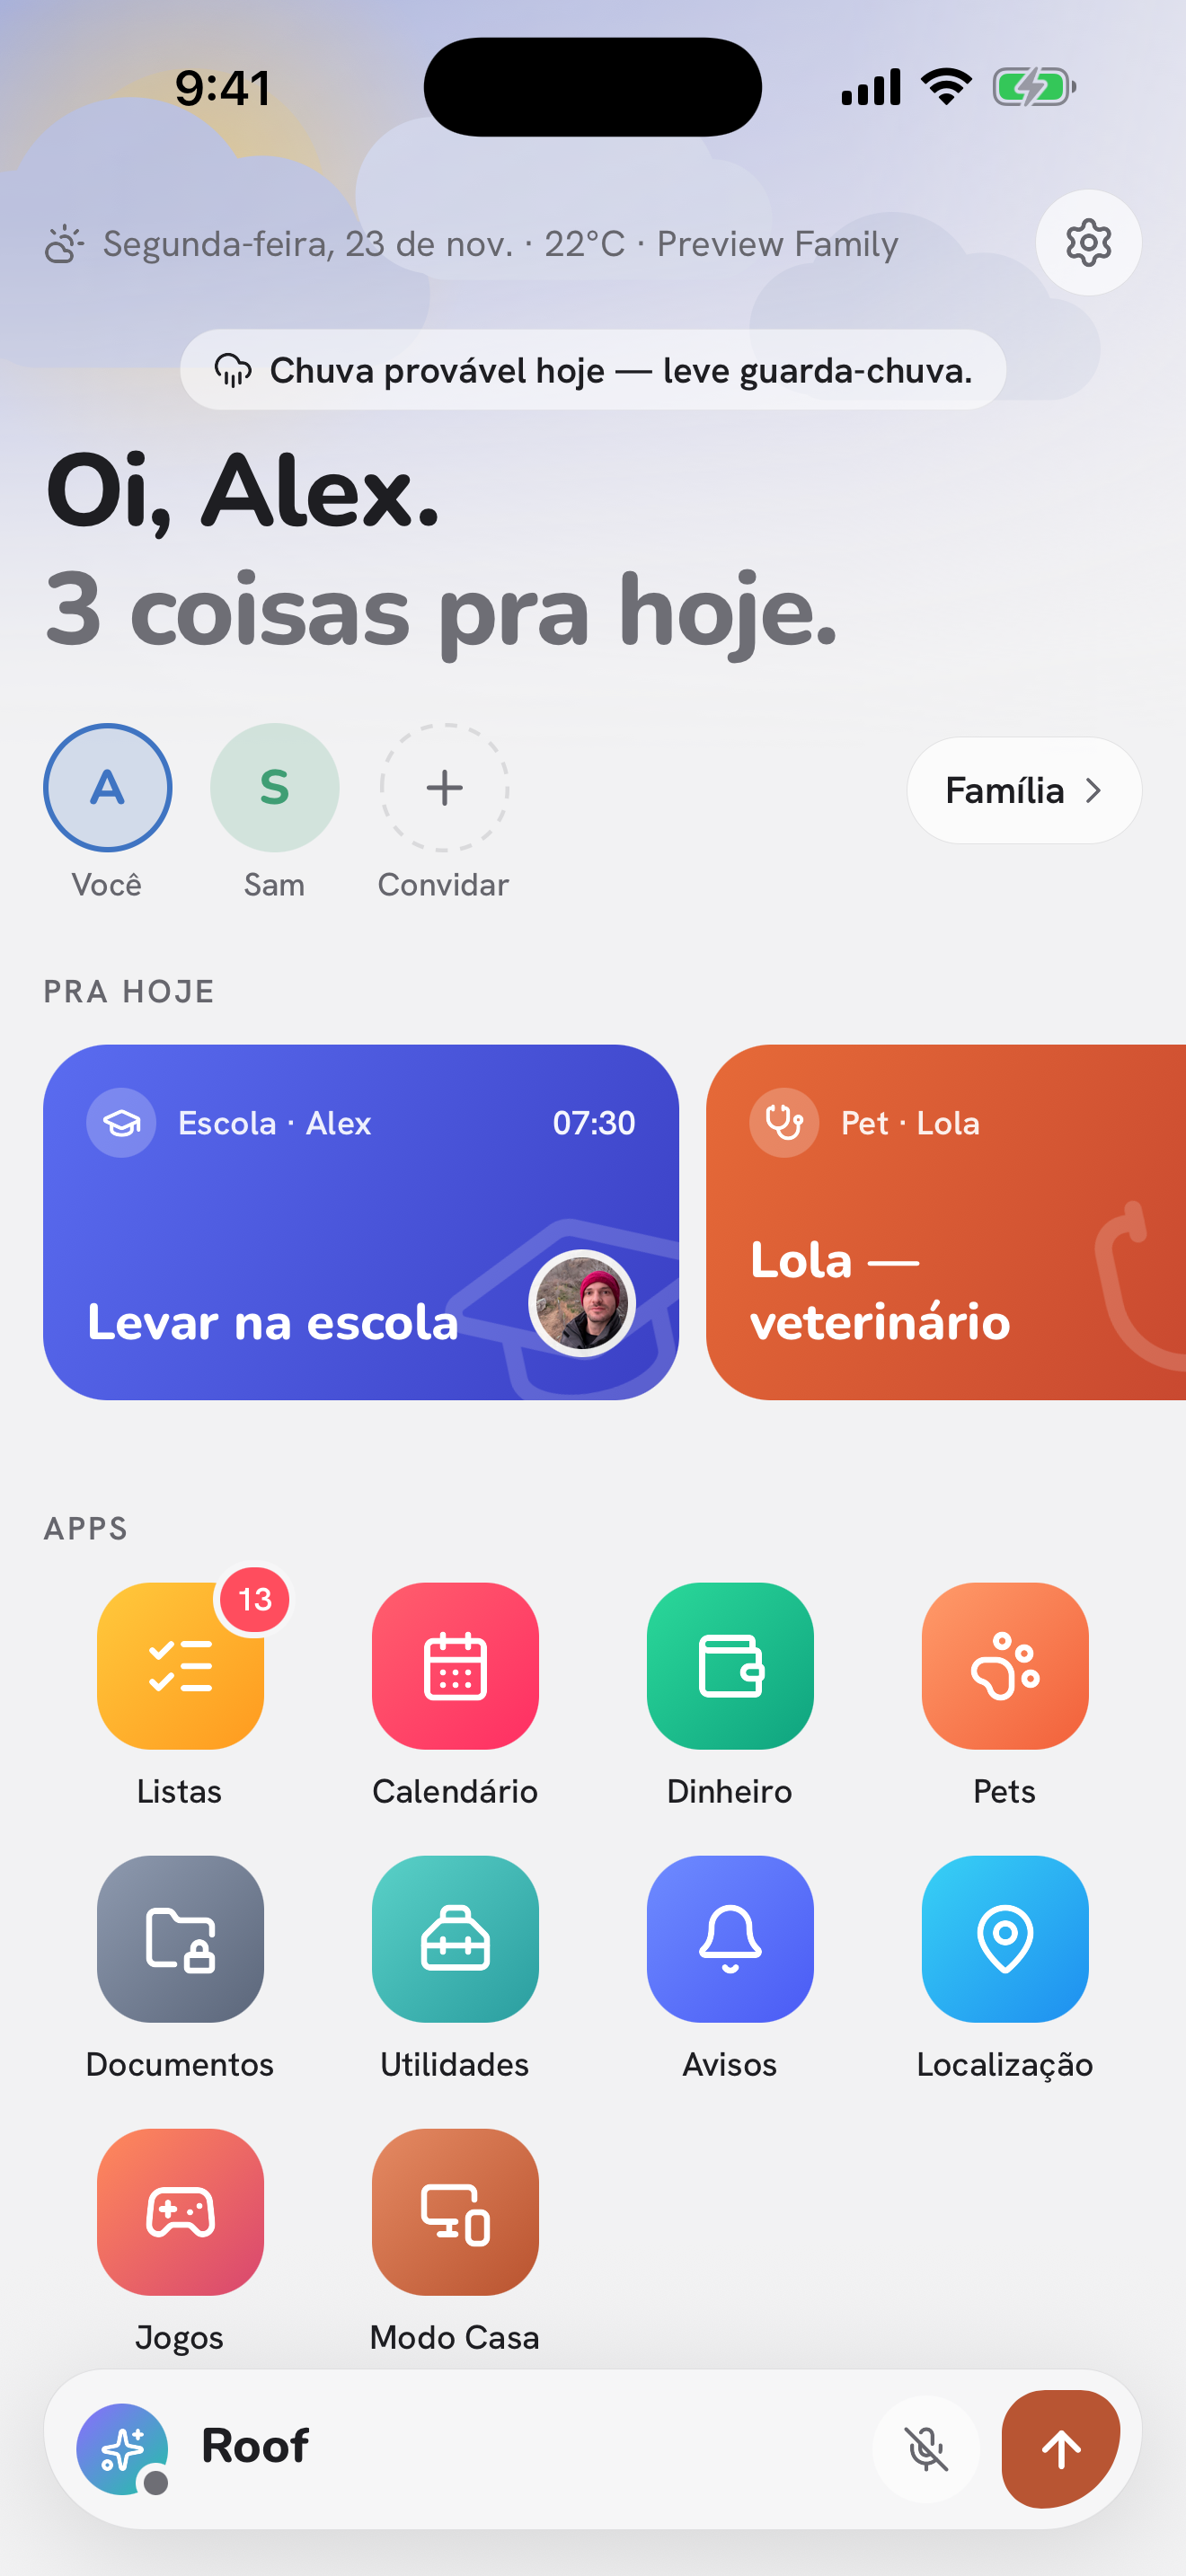 9:41
Segunda-feira, 23 de nov. · 22°C · Preview Family
Chuva provável hoje — leve guarda-chuva.
Oi, Alex.
3 coisas pra hoje.
A
S
Família
Você
Sam
Convidar
PRA HOJE
Escola · Alex
07:30
Levar na escola
Pet · Lola
Lola —
veterinário
APPS
13
Listas
Calendário
Dinheiro
Pets
Documentos
Utilidades
Avisos
Localização
Jogos
Modo Casa
Roof